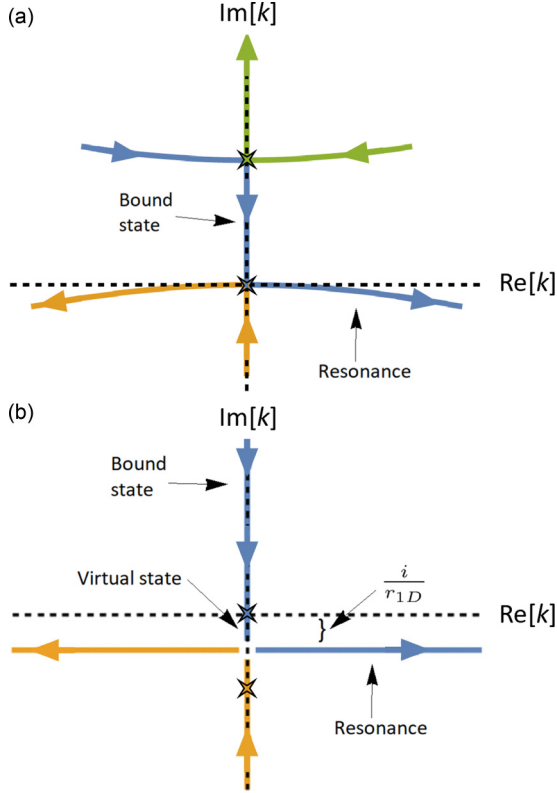 (a)
Im[k]
Bound
state
Re[k]
Resonance
(b)
Im[k]
Bound
state
Virtual state
i
r1D
Re[k]
}
Resonance